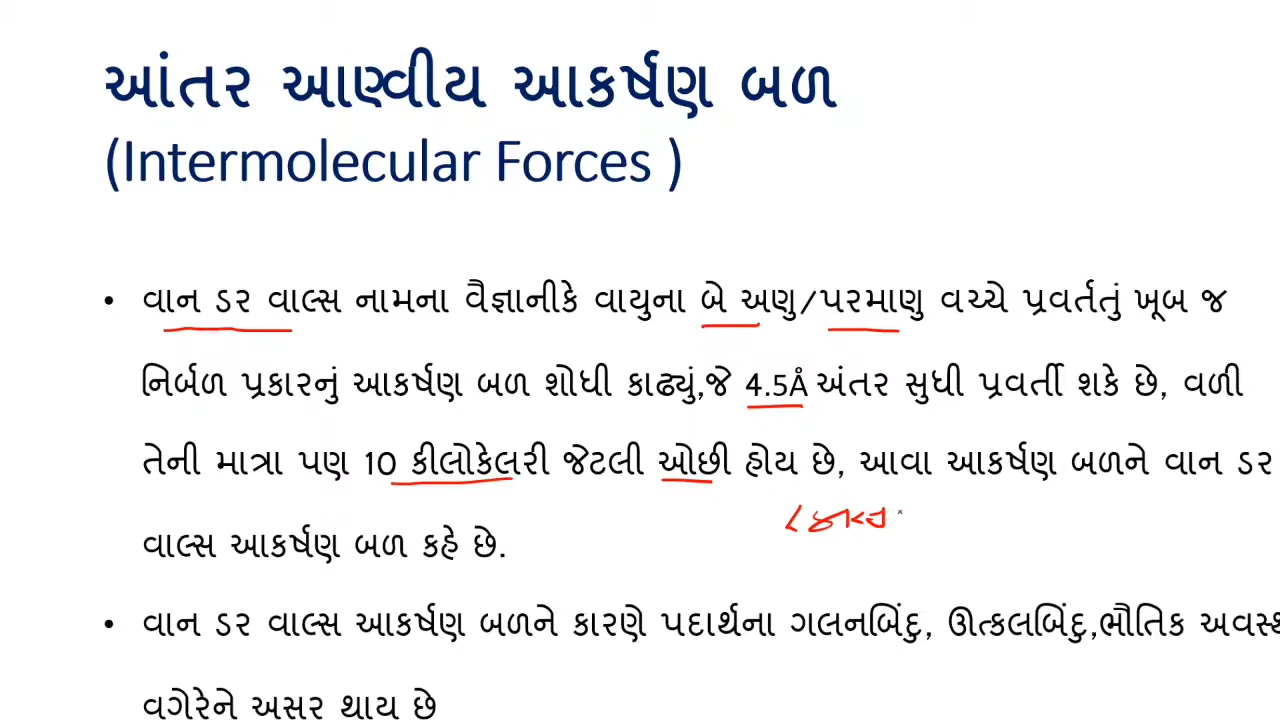 આંતર આણ્વીય આકર્ષણ બળ
(Intermolecular Forces )
• વાન ડર વાલ્સ નામના વૈજ્ઞાનીકે વાયુના બે અણુ/પરમાણુ વચ્ચે પ્રવર્તતું ખૂબ જ
નિર્બળ પ્રકારનું આકર્ષણ બળ શોધી કાઢ્યું,જે 4.5Å અંતર સુધી પ્રવર્તી શકે છે, વળી
તેની માત્રા પણ 10 કીલોકેલરી જેટલી ઓછી હોય છે, આવા આકર્ષણ બળને વાન ડર
વાલ્સ આકર્ષણ બળ કહે છે.
• વાન ડર વાલ્સ આકર્ષણ બળને કારણે પદાર્થના ગલનબિંદુ, ઊત્કલબિંદુ,ભૌતિક
વગેરેને અસર થાય છે